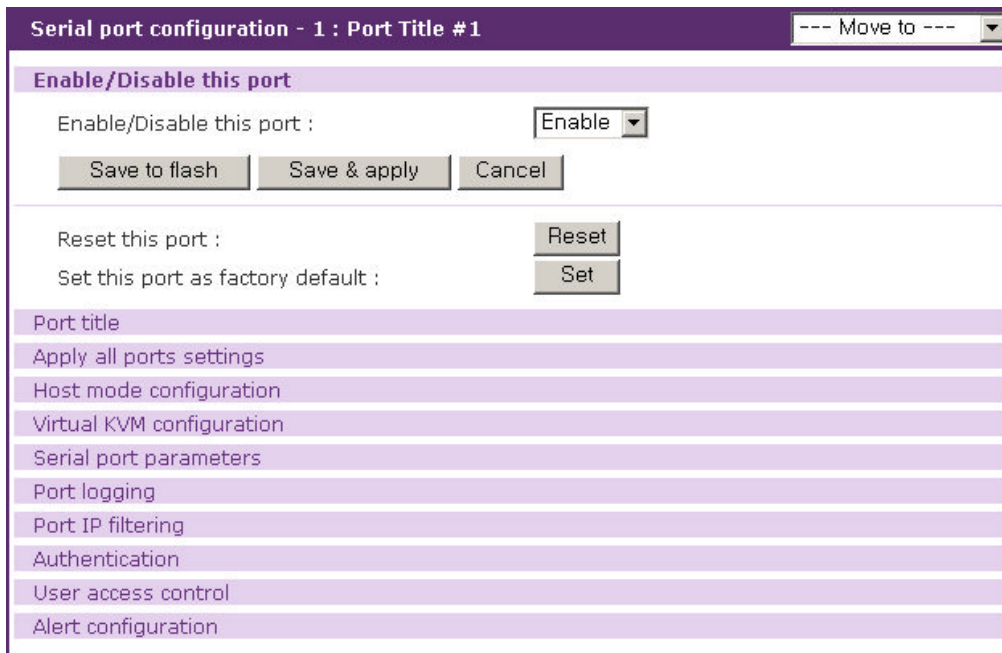 Serial port configuration - 1 : Port Title #1 --- Move to ---
Enable/Disable this port
Enable/Disable this port : Enable
Save to flash Save & apply Cancel
Reset this port : Reset
Set this port as factory default : Set
Port title
Apply all ports settings
Host mode configuration
Virtual KVM configuration
Serial port parameters
Port logging
Port IP filtering
Authentication
User access control
Alert configuration